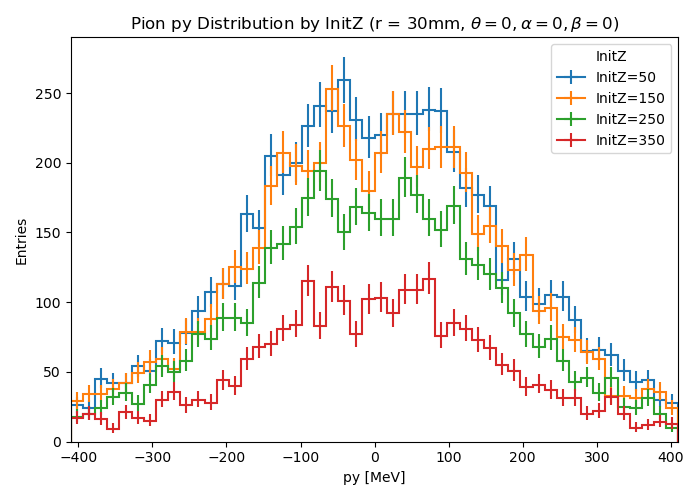 Pion py Distribution by InitZ (r = 30mm, θ = 0, α = 0, β = 0)
InitZ
InitZ=50
InitZ=150
InitZ=250
InitZ=350
Entries
250
200
150
100
50
0
−400 −300 −200 −100 0 100 200 300 400
py [MeV]